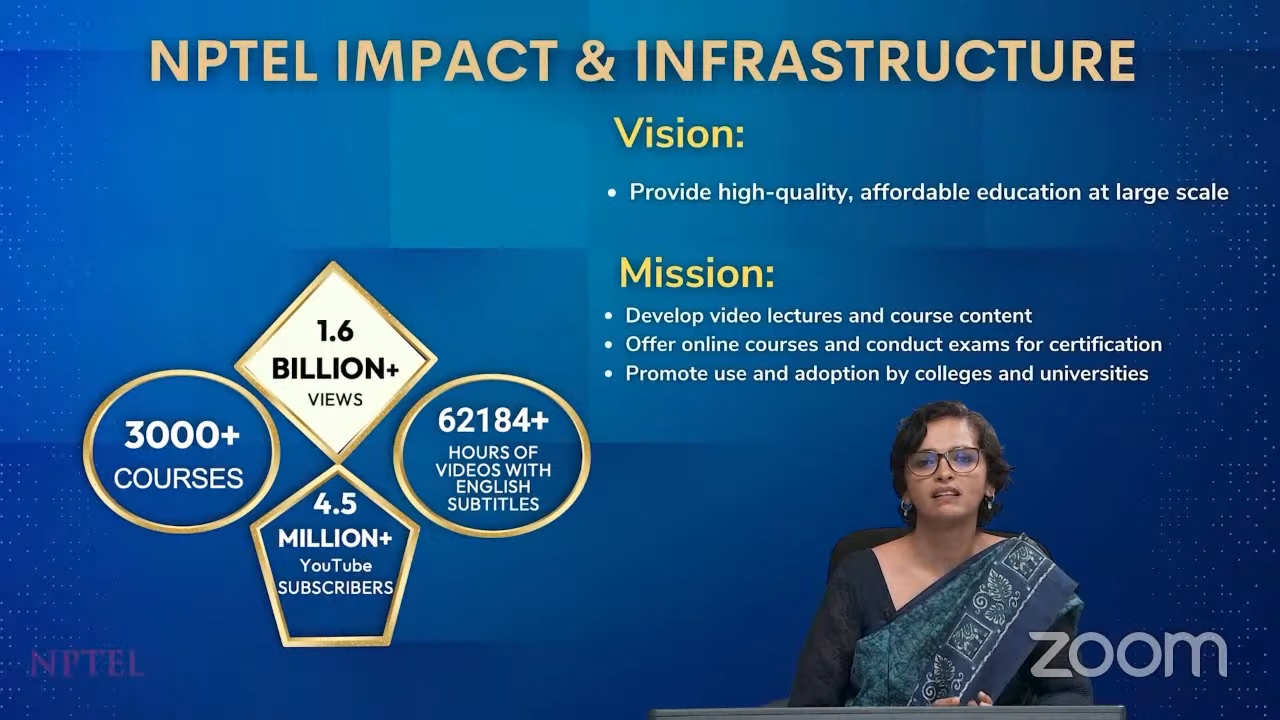 NPTEL IMPACT & INFRASTRUCTURE
Vision:
• Provide high-quality, affordable education at large scale
Mission:
• Develop video lectures and course content
• Offer online courses and conduct exams for certification
• Promote use and adoption by colleges and universities
1.6
BILLION+
VIEWS
3000+
COURSES
62184+
HOURS OF
VIDEOS WITH
ENGLISH
SUBTITLES
4.5
MILLION+
YouTube
SUBSCRIBERS
NPTEL
zoom